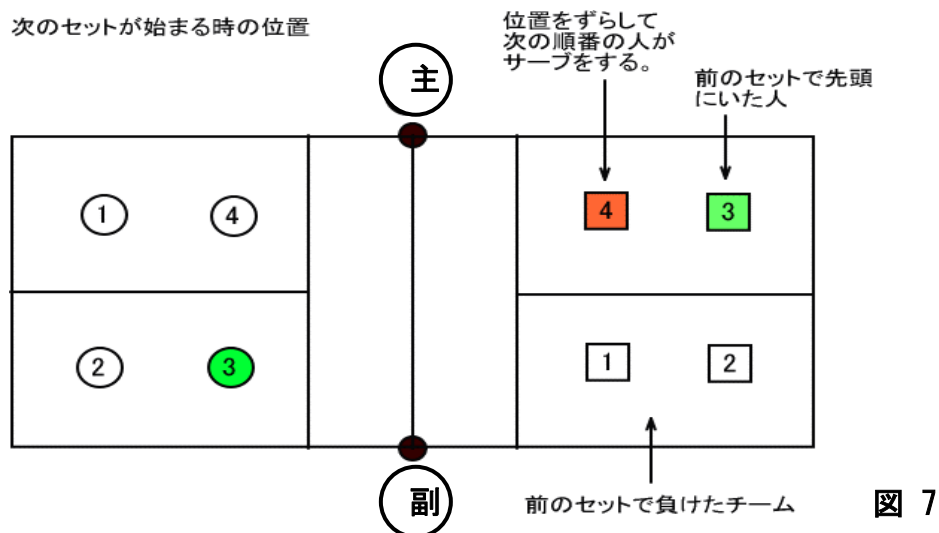 次のセットが始まる時の位置
位置をずらして
次の順番の人が
サーブをする。
前のセットで先頭
にいた人
主
1
4
4
3
2
3
1
2
副
前のセットで負けたチーム
図 7